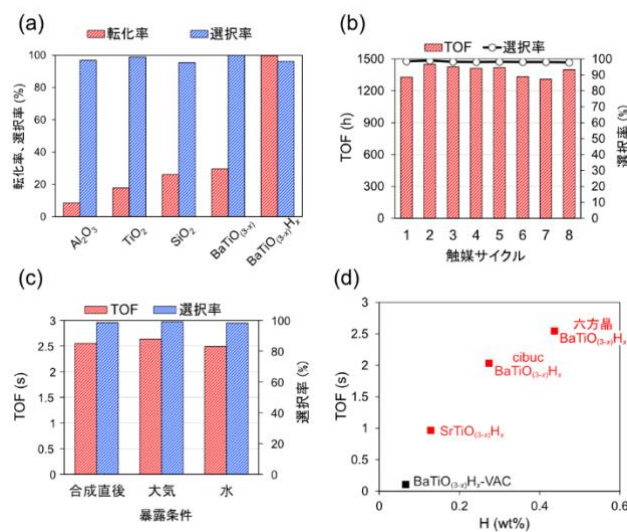 (a)
転化率
選択率
転化率、選択率 (%)
100
80
60
40
20
0
Al₂O₃
TiO₂
SiO₂
BaTiO₍₃₋ₓ₎
BaTiO₍₃₋ₓ₎Hₓ
(b)
TOF
選択率
TOF (h)
1500
1200
900
600
300
0
100
90
80
70
60
50
40
30
20
10
0
選択率 (%)
1 2 3 4 5 6 7 8
触媒サイクル
(c)
TOF
選択率
TOF (s)
3
2.5
2
1.5
1
0.5
0
100
80
60
40
20
0
選択率 (%)
合成直後 大気 水
暴露条件
(d)
TOF (s)
3
2.5
2
1.5
1
0.5
0
六方晶
BaTiO₍₃₋ₓ₎Hₓ
cibuc
BaTiO₍₃₋ₓ₎Hₓ
SrTiO₍₃₋ₓ₎Hₓ
BaTiO₍₃₋ₓ₎Hₓ-VAC
0 0.2 0.4 0.6
H (wt%)